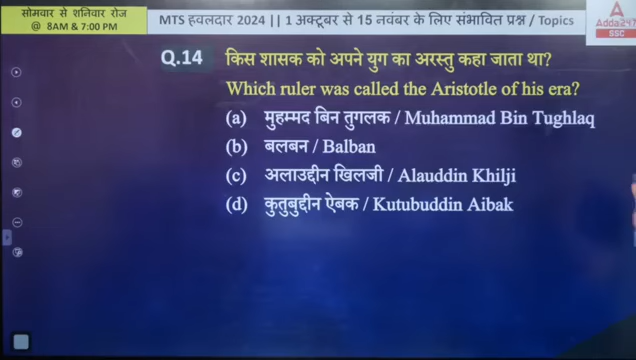 सोमवार से शनिवार रोज
@ 8AM & 7:00 PM
MTS हवलदार 2024 || 1 अक्टूबर से 15 नवंबर के लिए संभावित प्रश्न / Topics
Adda247
SSC
Q.14 किस शासक को अपने युग का अरस्तु कहा जाता था?
Which ruler was called the Aristotle of his era?
(a) मुहम्मद बिन तुगलक / Muhammad Bin Tughlaq
(b) बलबन / Balban
(c) अलाउद्दीन खिलजी / Alauddin Khilji
(d) कुतुबुद्दीन ऐबक / Kutubuddin Aibak